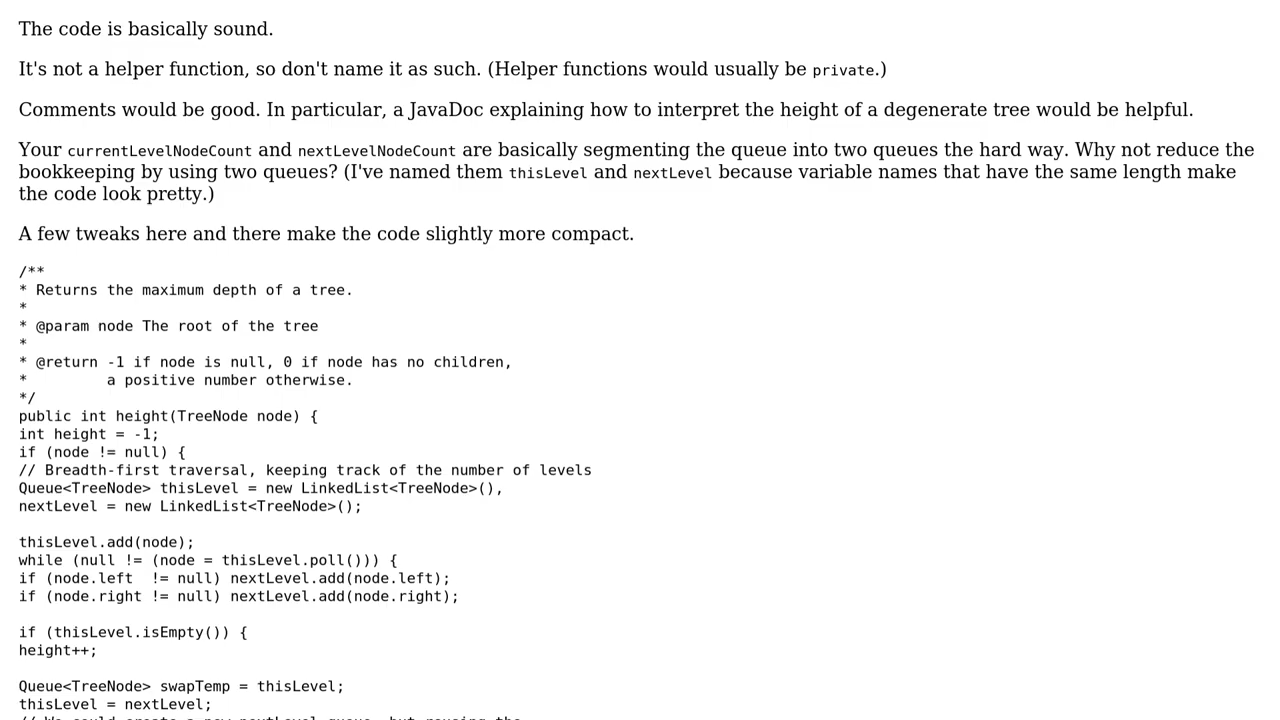 The code is basically sound.
It's not a helper function, so don't name it as such. (Helper functions would usually be private.)
Comments would be good. In particular, a JavaDoc explaining how to interpret the height of a degenerate tree would be helpful.
Your currentLevelNodeCount and nextLevelNodeCount are basically segmenting the queue into two queues the hard way. Why not reduce the
bookkeeping by using two queues? (I've named them thisLevel and nextLevel because variable names that have the same length make
the code look pretty.)
A few tweaks here and there make the code slightly more compact.
/**
* Returns the maximum depth of a tree.
*
* @param node The root of the tree
*
* @return -1 if node is null, 0 if node has no children,
*         a positive number otherwise.
*/
public int height(TreeNode node) {
int height = -1;
if (node != null) {
// Breadth-first traversal, keeping track of the number of levels
Queue<TreeNode> thisLevel = new LinkedList<TreeNode>(),
nextLevel = new LinkedList<TreeNode>();
thisLevel.add(node);
while (null != (node = thisLevel.poll())) {
if (node.left  != null) nextLevel.add(node.left);
if (node.right != null) nextLevel.add(node.right);
if (thisLevel.isEmpty()) {
height++;
Queue<TreeNode> swapTemp = thisLevel;
thisLevel = nextLevel;
// We could create a new nextLevel queue, but reusing the